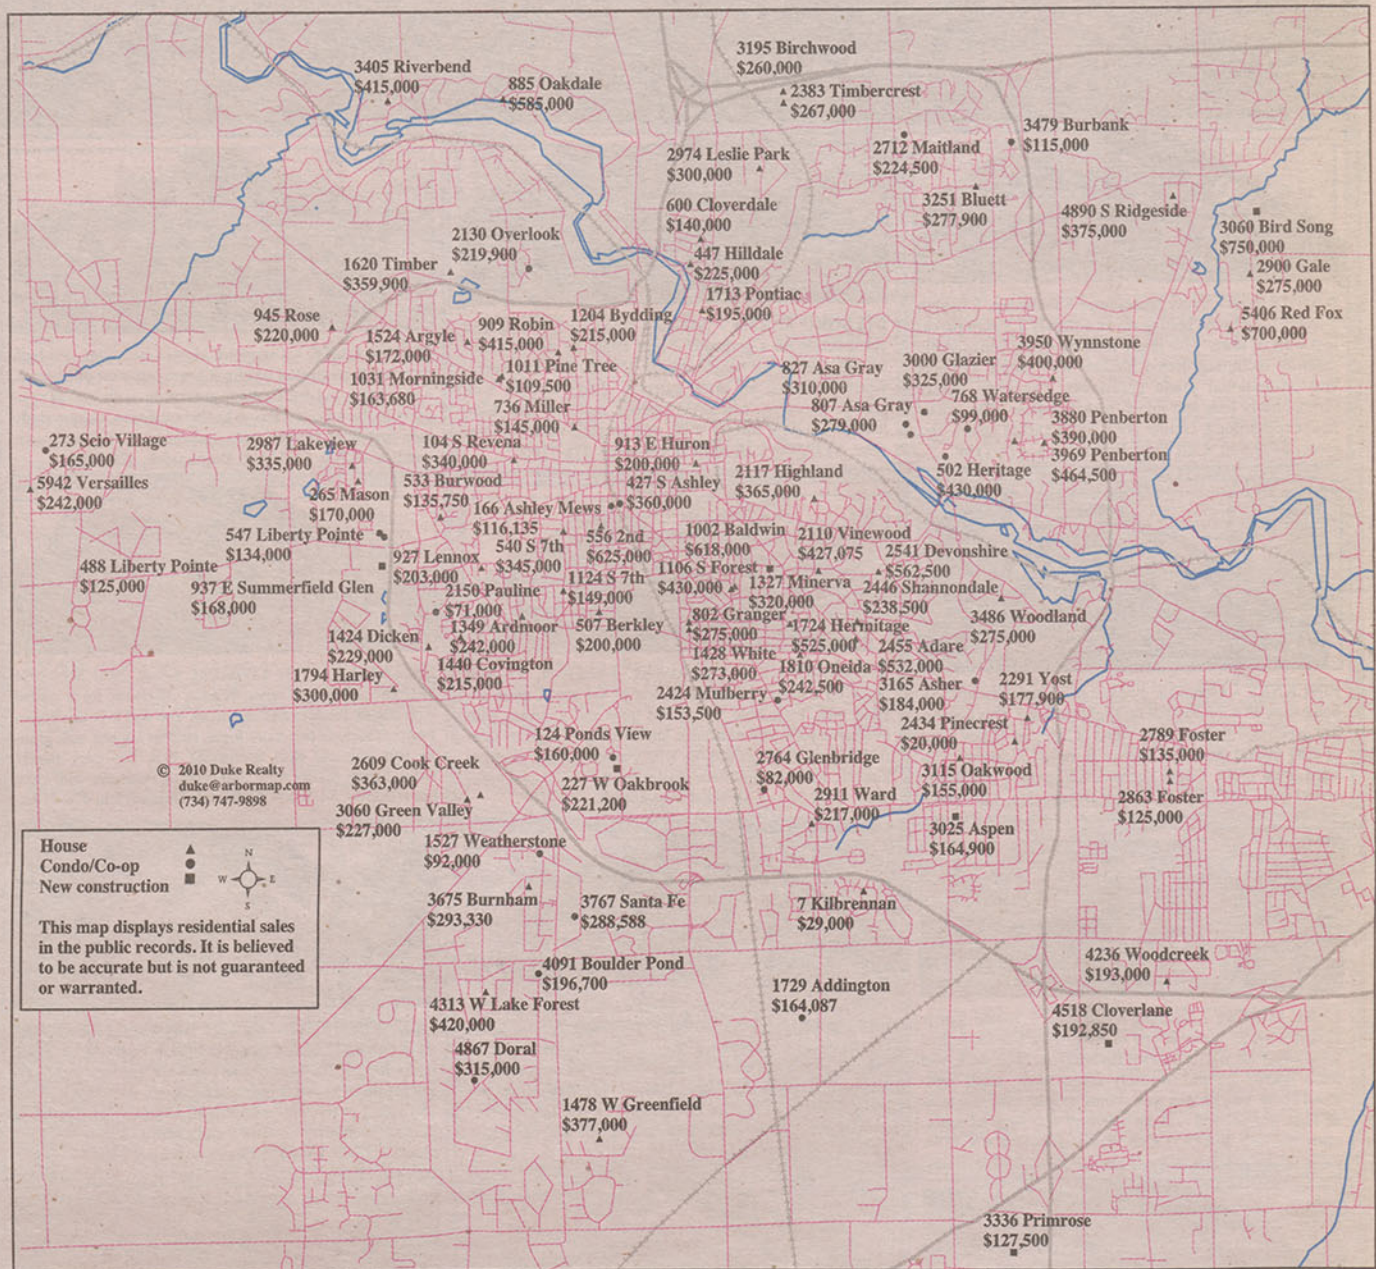 3195 Birchwood
$260,000
3405 Riverbend
$415,000
885 Oakdale
$585,000
2383 Timbercrest
$267,000
3479 Burbank
$115,000
2712 Maitland
$224,500
2974 Leslie Park
$300,000
3251 Bluett
$277,900
4890 S Ridgeside
$375,000
600 Cloverdale
$140,000
3060 Bird Song
$750,000
2130 Overlook
$219,900
447 Hilldale
$225,000
1620 Timber
$359,900
2900 Gale
$275,000
1713 Pontiac
$195,000
945 Rose
$220,000
909 Robin
$415,000
1204 Bydding
$215,000
5406 Red Fox
$700,000
1524 Argyle
$172,000
3950 Wynnstone
$400,000
1011 Pine Tree
$109,500
827 Asa Gray
$310,000
3000 Glazier
$325,000
1031 Morningside
$163,680
768 Watersedge
$99,000
736 Miller
$145,000
807 Asa Gray
$279,000
3880 Penberton
$390,000
273 Scio Village
$165,000
2987 Lakeview
$335,000
104 S Revena
$340,000
913 E Huron
$200,000
3969 Penberton
$464,500
2117 Highland
$365,000
502 Heritage
$430,000
5942 Versailles
$242,000
265 Mason
$170,000
533 Burwood
$135,750
427 S Ashley
$360,000
166 Ashley Mews
$116,135
547 Liberty Pointe
$134,000
556 2nd
$625,000
1002 Baldwin
$618,000
2110 Vinewood
$427,075
540 S 7th
$345,000
2541 Devonshire
$562,500
488 Liberty Pointe
$125,000
927 Lennox
$203,000
1106 S Forest
$430,000
937 E Summerfield Glen
$168,000
2150 Pauline
$71,000
1124 S 7th
$149,000
1327 Minerva
$320,000
2446 Shannondale
$238,500
3486 Woodland
$275,000
802 Granger
$275,000
1349 Ardmoor
$242,000
507 Berkley
$200,000
1724 Hermitage
$525,000
1424 Dicken
$229,000
2455 Adare
$532,000
1428 White
$273,000
1440 Covington
$215,000
1810 Oneida
$242,500
1794 Harley
$300,000
3165 Asher
$184,000
2291 Yost
$177,900
2424 Mulberry
$153,500
2434 Pinecrest
$20,000
124 Ponds View
$160,000
2789 Foster
$135,000
2764 Glenbridge
$82,000
2609 Cook Creek
$363,000
© 2010 Duke Realty
duke@arbormap.com
(734) 747-9898
227 W Oakbrook
$221,200
3115 Oakwood
$155,000
2911 Ward
$217,000
2863 Foster
$125,000
3060 Green Valley
$227,000
3025 Aspen
$164,900
1527 Weatherstone
$92,000
House
Condo/Co-op
New construction
N
W E
S
This map displays residential sales
in the public records. It is believed
to be accurate but is not guaranteed
or warranted.
3675 Burnham
$293,330
3767 Santa Fe
$288,588
7 Kilbrennan
$29,000
4236 Woodcreek
$193,000
4091 Boulder Pond
$196,700
1729 Addington
$164,087
4313 W Lake Forest
$420,000
4518 Cloverlane
$192,850
4867 Doral
$315,000
1478 W Greenfield
$377,000
3336 Primrose
$127,500